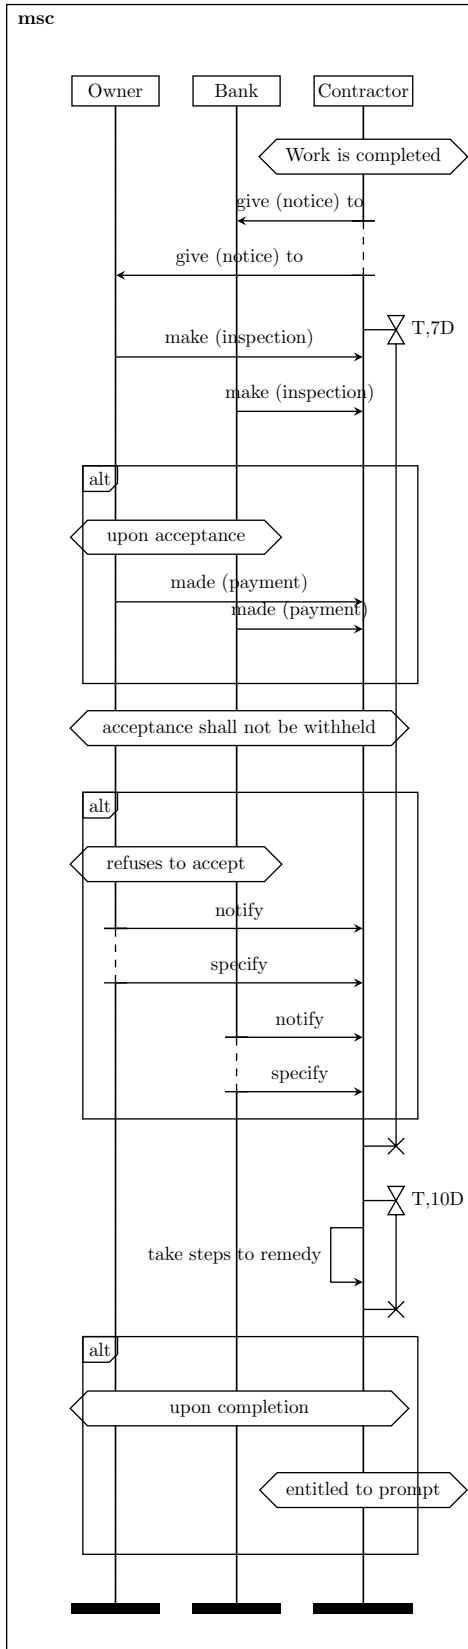 msc
Owner
Bank
Contractor
Work is completed
give (notice) to
give (notice) to
T,7D
make (inspection)
make (inspection)
alt
upon acceptance
made (payment)
made (payment)
acceptance shall not be withheld
alt
refuses to accept
notify
specify
notify
specify
T,10D
take steps to remedy
alt
upon completion
entitled to prompt